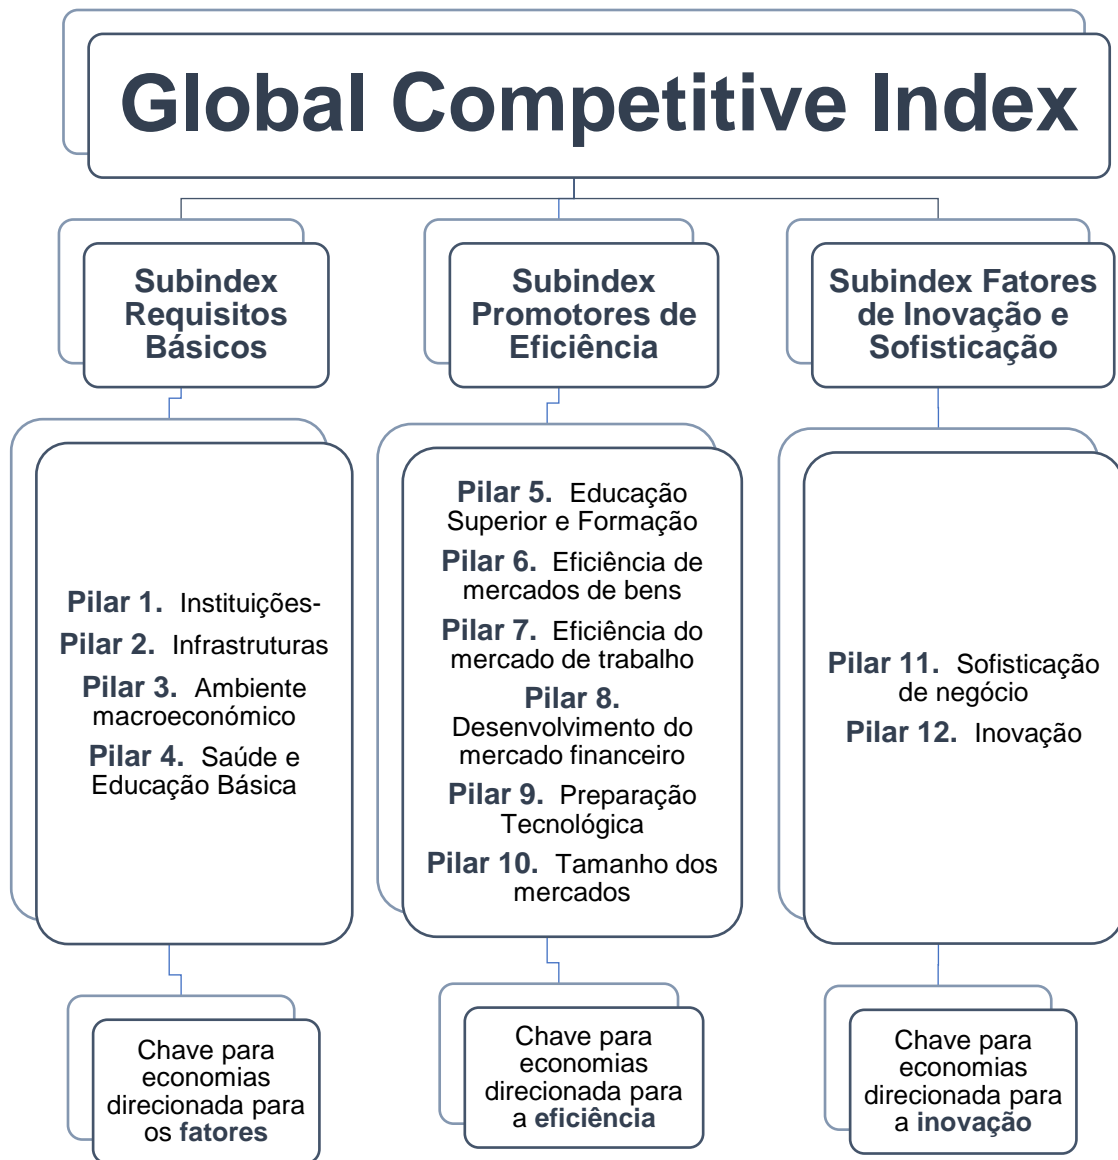 Global Competitive Index
Subindex
Requisitos
Básicos
Subindex
Promotores de
Eficiência
Subindex Fatores
de Inovação e
Sofisticação
Pilar 1. Instituições-
Pilar 2. Infrastruturas
Pilar 3. Ambiente
macroeconómico
Pilar 4. Saúde e
Educação Básica
Pilar 5. Educação
Superior e Formação
Pilar 6. Eficiência de
mercados de bens
Pilar 7. Eficiência do
mercado de trabalho
Pilar 8.
Desenvolvimento do
mercado financeiro
Pilar 9. Preparação
Tecnológica
Pilar 10. Tamanho dos
mercados
Pilar 11. Sofisticação
de negócio
Pilar 12. Inovação
Chave para
economias
direcionada para
os fatores
Chave para
economias
direcionada para
a eficiência
Chave para
economias
direcionada para
a inovação